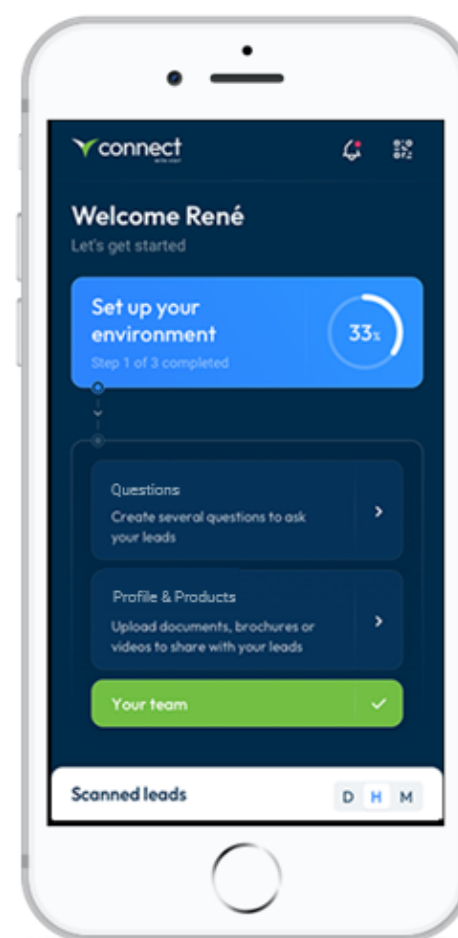 connect
Welcome René
Let's get started
Set up your
environment
33%
Step 1 of 3 completed
Questions
Create several questions to ask
your leads
Profile & Products
Upload documents, brochures or
videos to share with your leads
Your team
Scanned leads
D H M